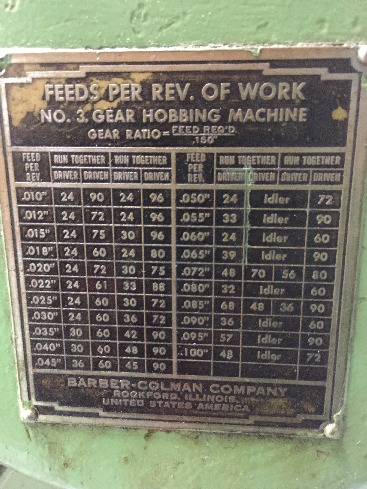 FEEDS PER REV. OF WORK
NO. 3. GEAR HOBBING MACHINE
GEAR RATIO = FEED REQ'D. / .150"
FEED PER REV. RUN TOGETHER RUN TOGETHER FEED PER REV. RUN TOGETHER RUN TOGETHER
DRIVER DRIVEN DRIVER DRIVEN DRIVER DRIVEN DRIVER DRIVEN
.010" 24 90 24 96 .050" 24 Idler 72
.012" 24 72 24 96 .055" 33 Idler 90
.015" 24 75 30 96 .060" 24 Idler 60
.018" 24 60 24 80 .065" 39 Idler 90
.020" 24 72 30 75 .072" 48 70 56 80
.022" 24 61 33 88 .080" 32 Idler 60
.025" 24 60 30 72 .085" 68 48 36 90
.030" 24 60 36 72 .090" 36 Idler 60
.035" 30 60 42 90 .095" 57 Idler 90
.040" 30 60 48 90 .100" 48 Idler 72
.045" 36 60 45 90
BARBER-COLMAN COMPANY
ROCKFORD, ILLINOIS,
UNITED STATES AMERICA